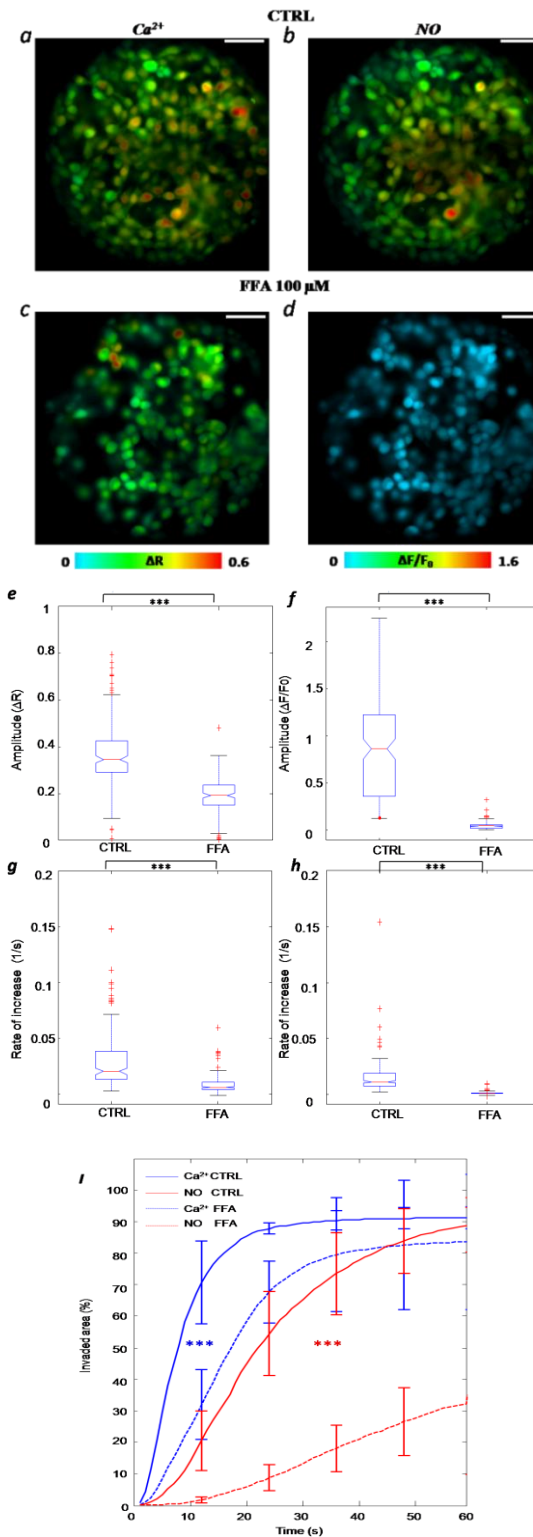 CTRL
a Ca²⁺ b NO
FFA 100 µM
c d
0 ΔR 0.6 0 ΔF/F₀ 1.6
e *** f ***
1
0.8
0.6
0.4
0.2
0
Amplitude (ΔR)
CTRL FFA
2
1.5
1
0.5
0
Amplitude (ΔF/F0)
CTRL FFA
g *** h ***
0.2
0.15
0.1
0.05
0
Rate of Increase (1/s)
CTRL FFA
0.2
0.15
0.1
0.05
0
Rate of Increase (1/s)
CTRL FFA
I
Ca²⁺ CTRL
NO CTRL
Ca²⁺ FFA
NO FFA
100
90
80
70
60
50
40
30
20
10
0
Invaded area (%)
*** ***
0 10 20 30 40 50 60
Time (s)